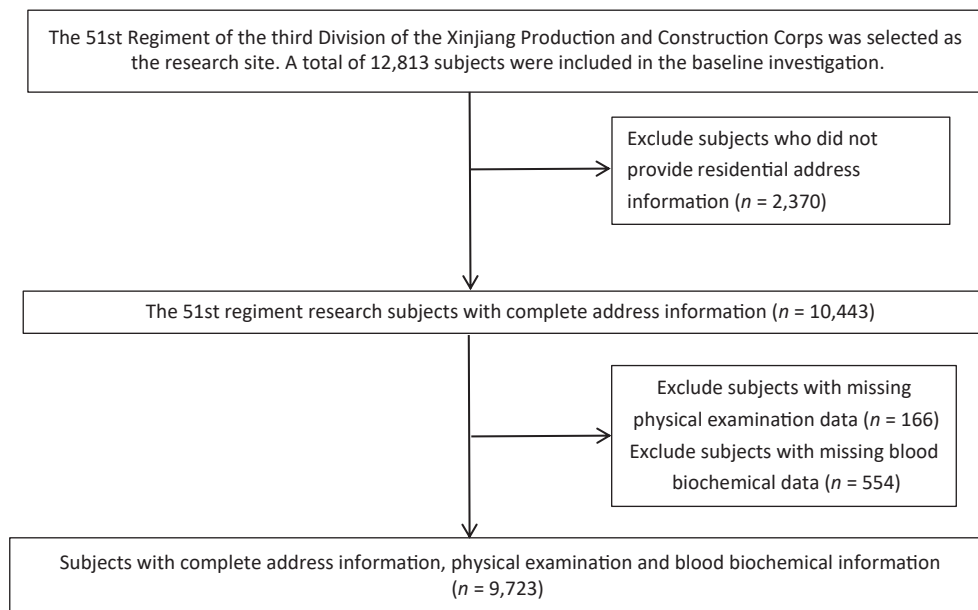 The 51st Regiment of the third Division of the Xinjiang Production and Construction Corps was selected as
the research site. A total of 12,813 subjects were included in the baseline investigation.
Exclude subjects who did not
provide residential address
information (n = 2,370)
The 51st regiment research subjects with complete address information (n = 10,443)
Exclude subjects with missing
physical examination data (n = 166)
Exclude subjects with missing blood
biochemical data (n = 554)
Subjects with complete address information, physical examination and blood biochemical information
(n = 9,723)